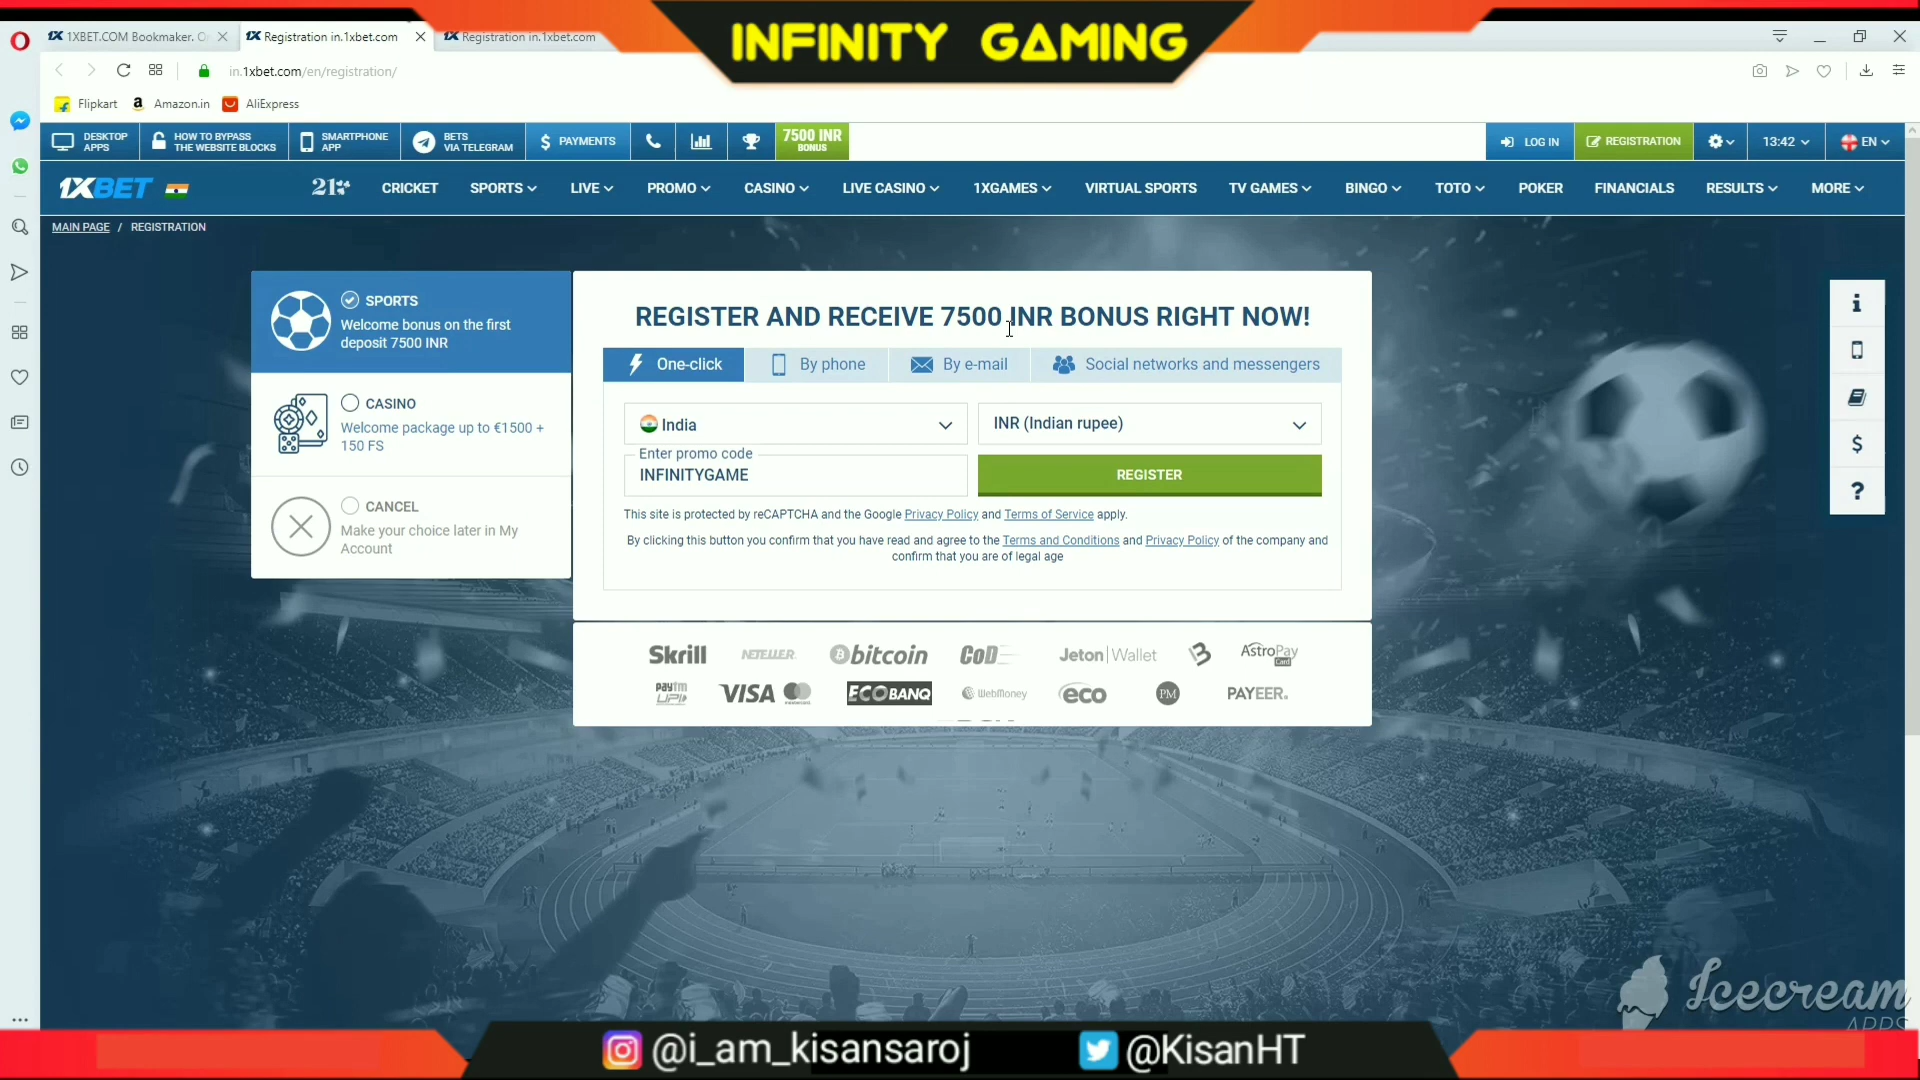 INFINITY GAMING
1XBET.COM Bookmaker. O
Registration in.1xbet.com
Registration in.1xbet.com
in.1xbet.com/en/registration/
Flipkart
Amazon.in
AliExpress
DESKTOP
APPS
HOW TO BYPASS
THE WEBSITE BLOCKS
SMARTPHONE
APP
BETS
VIA TELEGRAM
$ PAYMENTS
7500 INR
BONUS
LOG IN
REGISTRATION
13:42
EN
1XBET
21
CRICKET
SPORTS
LIVE
PROMO
CASINO
LIVE CASINO
1XGAMES
VIRTUAL SPORTS
TV GAMES
BINGO
TOTO
POKER
FINANCIALS
RESULTS
MORE
MAIN PAGE / REGISTRATION
SPORTS
Welcome bonus on the first
deposit 7500 INR
CASINO
Welcome package up to €1500 +
150 FS
CANCEL
Make your choice later in My
Account
REGISTER AND RECEIVE 7500 INR BONUS RIGHT NOW!
One-click
By phone
By e-mail
Social networks and messengers
India
INR (Indian rupee)
Enter promo code
INFINITYGAME
REGISTER
This site is protected by reCAPTCHA and the Google Privacy Policy and Terms of Service apply.
By clicking this button you confirm that you have read and agree to the Terms and Conditions and Privacy Policy of the company and
confirm that you are of legal age
Skrill
NETELLER
bitcoin
CoD
Jeton Wallet
AstroPay
Card
paytm
UPI
VISA
mastercard
ECOBANQ
WebMoney
eco
PM
PAYEER
i
$
?
Icecream
APPS
@i_am_kisansaroj
@KisanHT